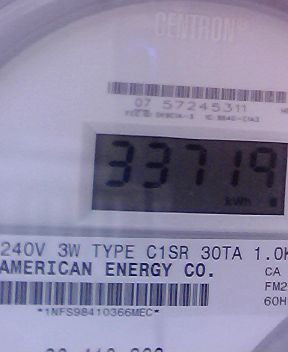 CENTRON
07 57245311
33719
kWh
240V 3W TYPE C1SR 30TA 1.0K
AMERICAN ENERGY CO.
CA
FM2
60H
*1NFS98410366MEC*